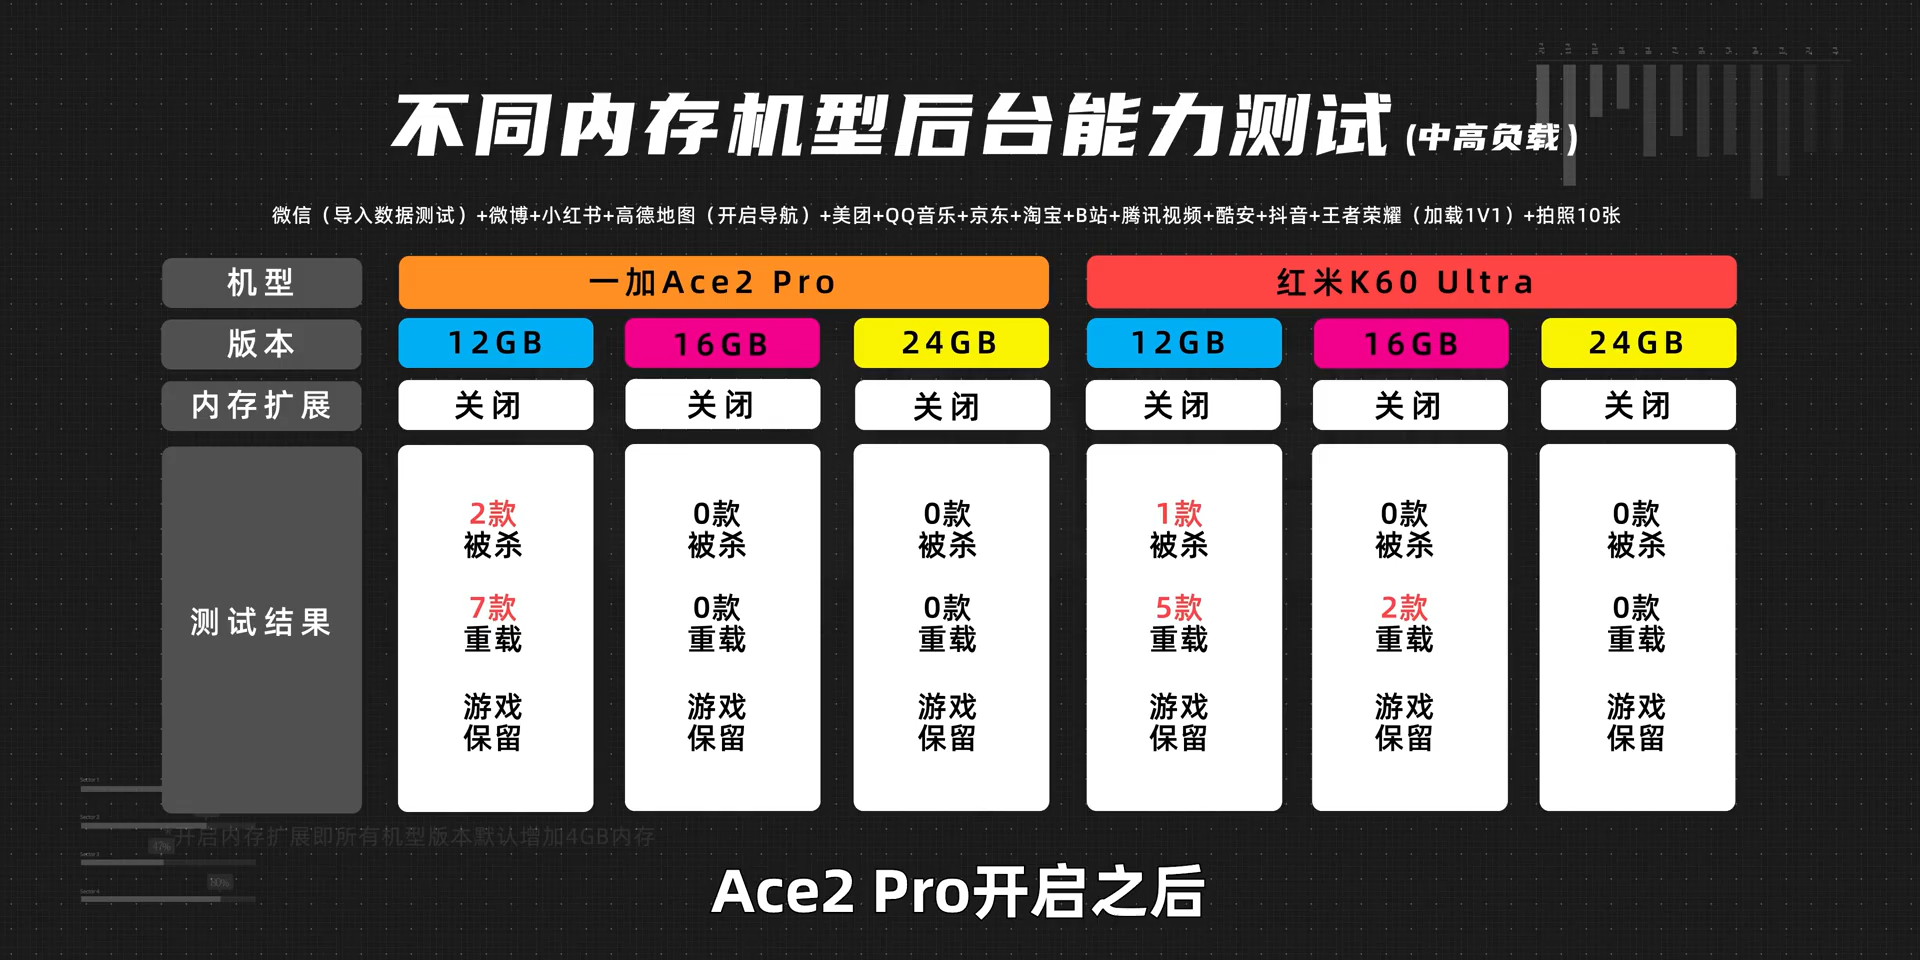 不同内存机型后台能力测试(中高负载)
微信（导入数据测试）+微博+小红书+高德地图（开启导航）+美团+QQ音乐+京东+淘宝+B站+腾讯视频+酷安+抖音+王者荣耀（加载1V1）+拍照10张
机型 一加Ace2 Pro 红米K60 Ultra
版本 12GB 16GB 24GB 12GB 16GB 24GB
内存扩展 关闭 关闭 关闭 关闭 关闭 关闭
测试结果
2款 0款 0款 1款 0款 0款
被杀 被杀 被杀 被杀 被杀 被杀
7款 0款 0款 5款 2款 0款
重载 重载 重载 重载 重载 重载
游戏 游戏 游戏 游戏 游戏 游戏
保留 保留 保留 保留 保留 保留
Sector 1
Sector 2
*开启内存扩展即所有机型版本默认增加4GB内存
47%
80%
Sector 4
Ace2 Pro开启之后